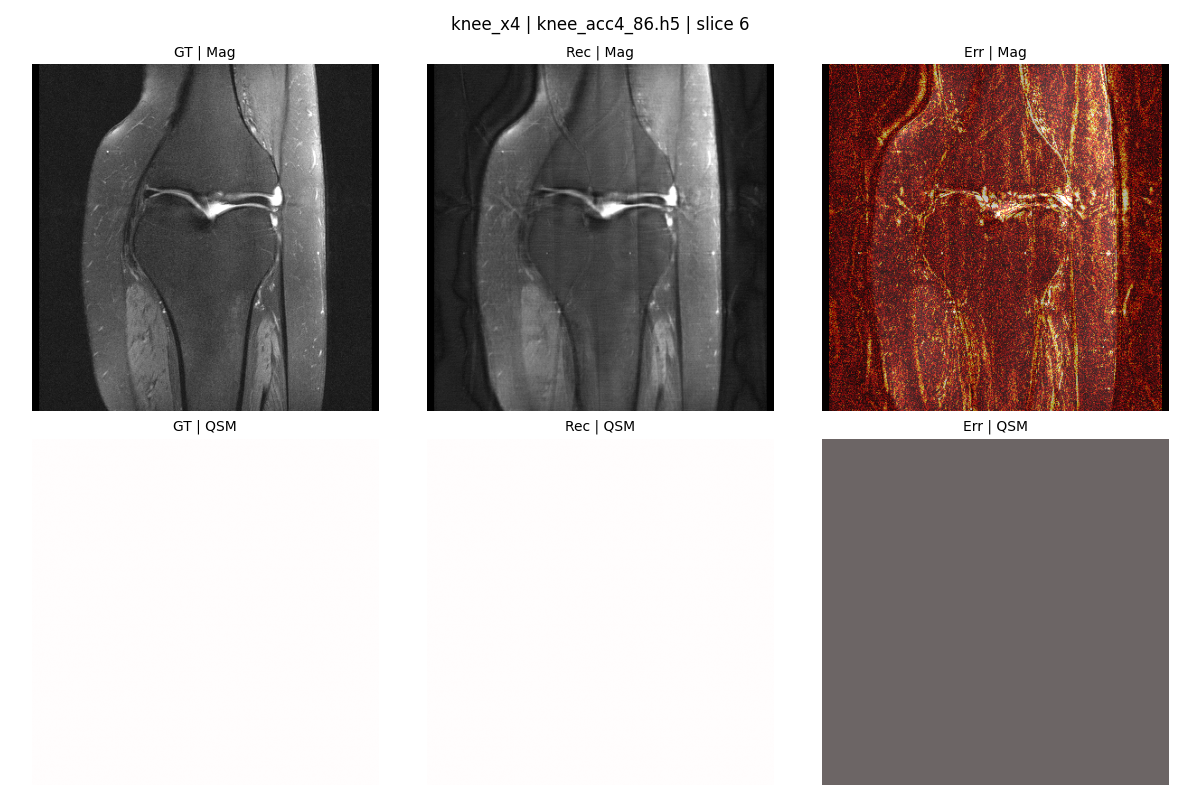 knee_x4 | knee_acc4_86.h5 | slice 6
GT | Mag
Rec | Mag
Err | Mag
GT | QSM
Rec | QSM
Err | QSM